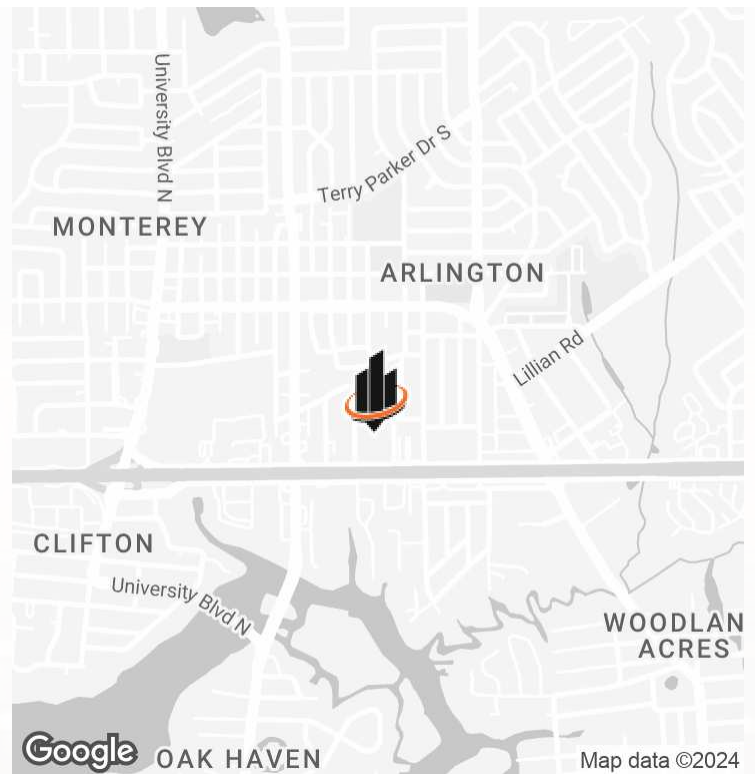 University Blvd N
Terry Parker Dr S
MONTEREY
ARLINGTON
Lillian Rd
CLIFTON
University Blvd N
WOODLAN
ACRES
Google
OAK HAVEN
Map data ©2024